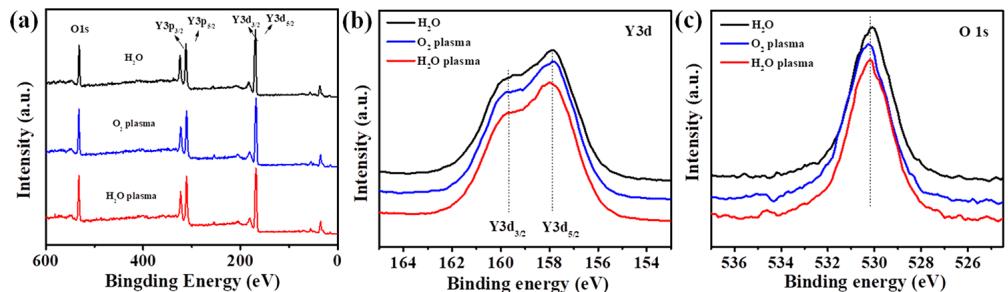 (a)
O 1s
Y3p3/2
Y3p5/2
Y3d3/2
Y3d5/2
H2O
O2 plasma
H2O plasma
Intensity (a.u.)
600 400 200 0
Bingding Energy (eV)
(b)
H2O
O2 plasma
H2O plasma
Y3d
Intensity (a.u.)
Y3d3/2
Y3d5/2
164 162 160 158 156 154
Binding energy (eV)
(c)
H2O
O2 plasma
H2O plasma
O 1s
Intensity (a.u.)
536 534 532 530 528 526
Binding energy (eV)